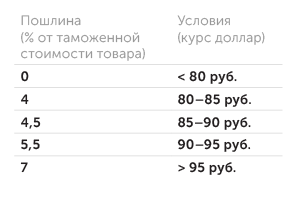 Пошлина Условия
(% от таможенной (курс доллар)
стоимости товара)
0 < 80 руб.
4 80–85 руб.
4,5 85–90 руб.
5,5 90–95 руб.
7 > 95 руб.